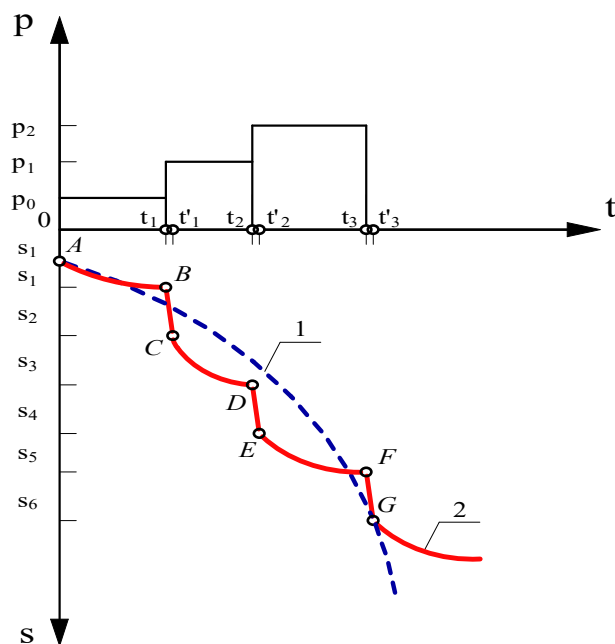 p
p₂
p₁
p₀
0
t₁ t'₁ t₂ t'₂ t₃ t'₃
t
s₁
A
s₁
B
s₂
1
C
s₃
D
s₄
E
s₅
F
s₆
G
2
s